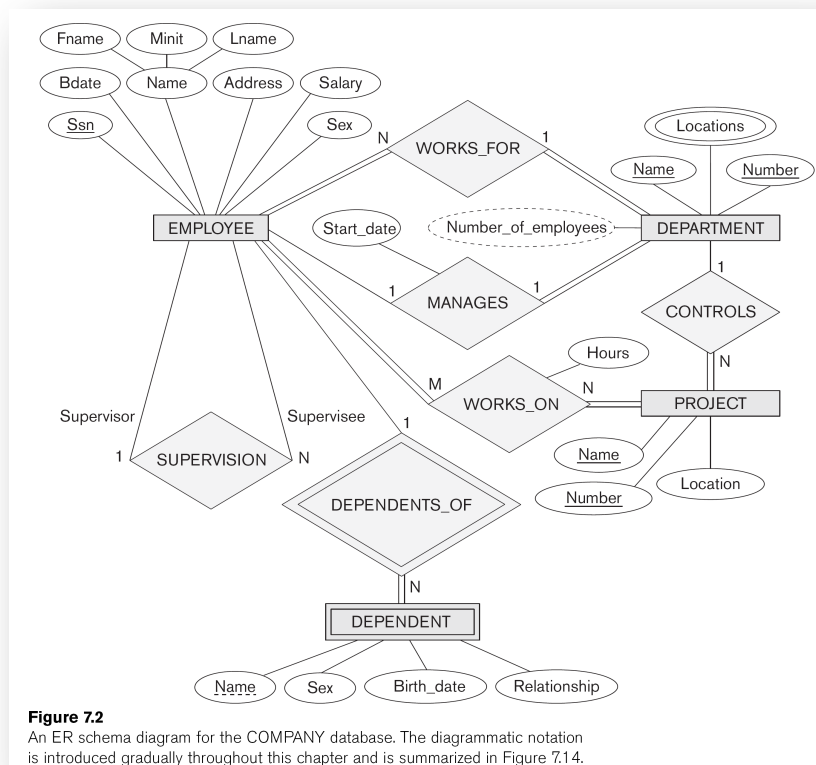 Fname
Minit
Lname
Bdate
Name
Address
Salary
Ssn
Sex
N
WORKS_FOR
1
Locations
Name
Number
EMPLOYEE
Start_date
Number_of_employees
DEPARTMENT
1
MANAGES
1
1
CONTROLS
N
Hours
M
WORKS_ON
N
PROJECT
Supervisor
Supervisee
1
SUPERVISION
N
1
Name
Number
Location
DEPENDENTS_OF
N
DEPENDENT
Name
Sex
Birth_date
Relationship
Figure 7.2
An ER schema diagram for the COMPANY database. The diagrammatic notation
is introduced gradually throughout this chapter and is summarized in Figure 7.14.